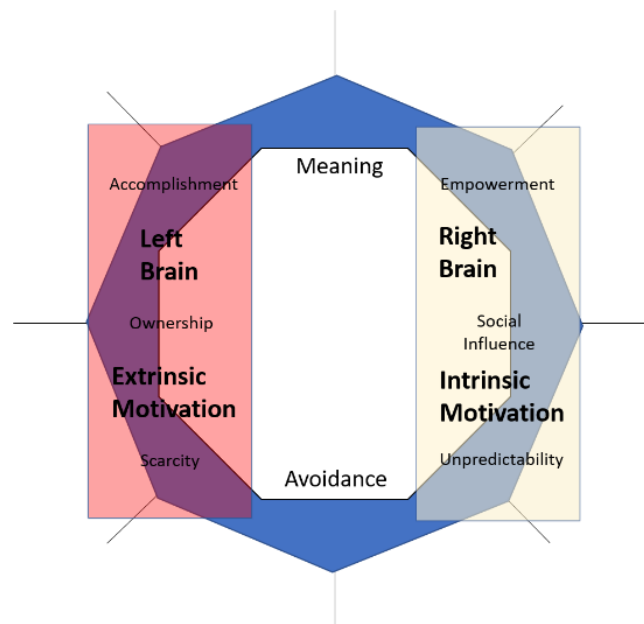 Meaning
Accomplishment
Empowerment
Left
Brain
Right
Brain
Ownership
Social
Influence
Extrinsic
Motivation
Intrinsic
Motivation
Scarcity
Unpredictability
Avoidance